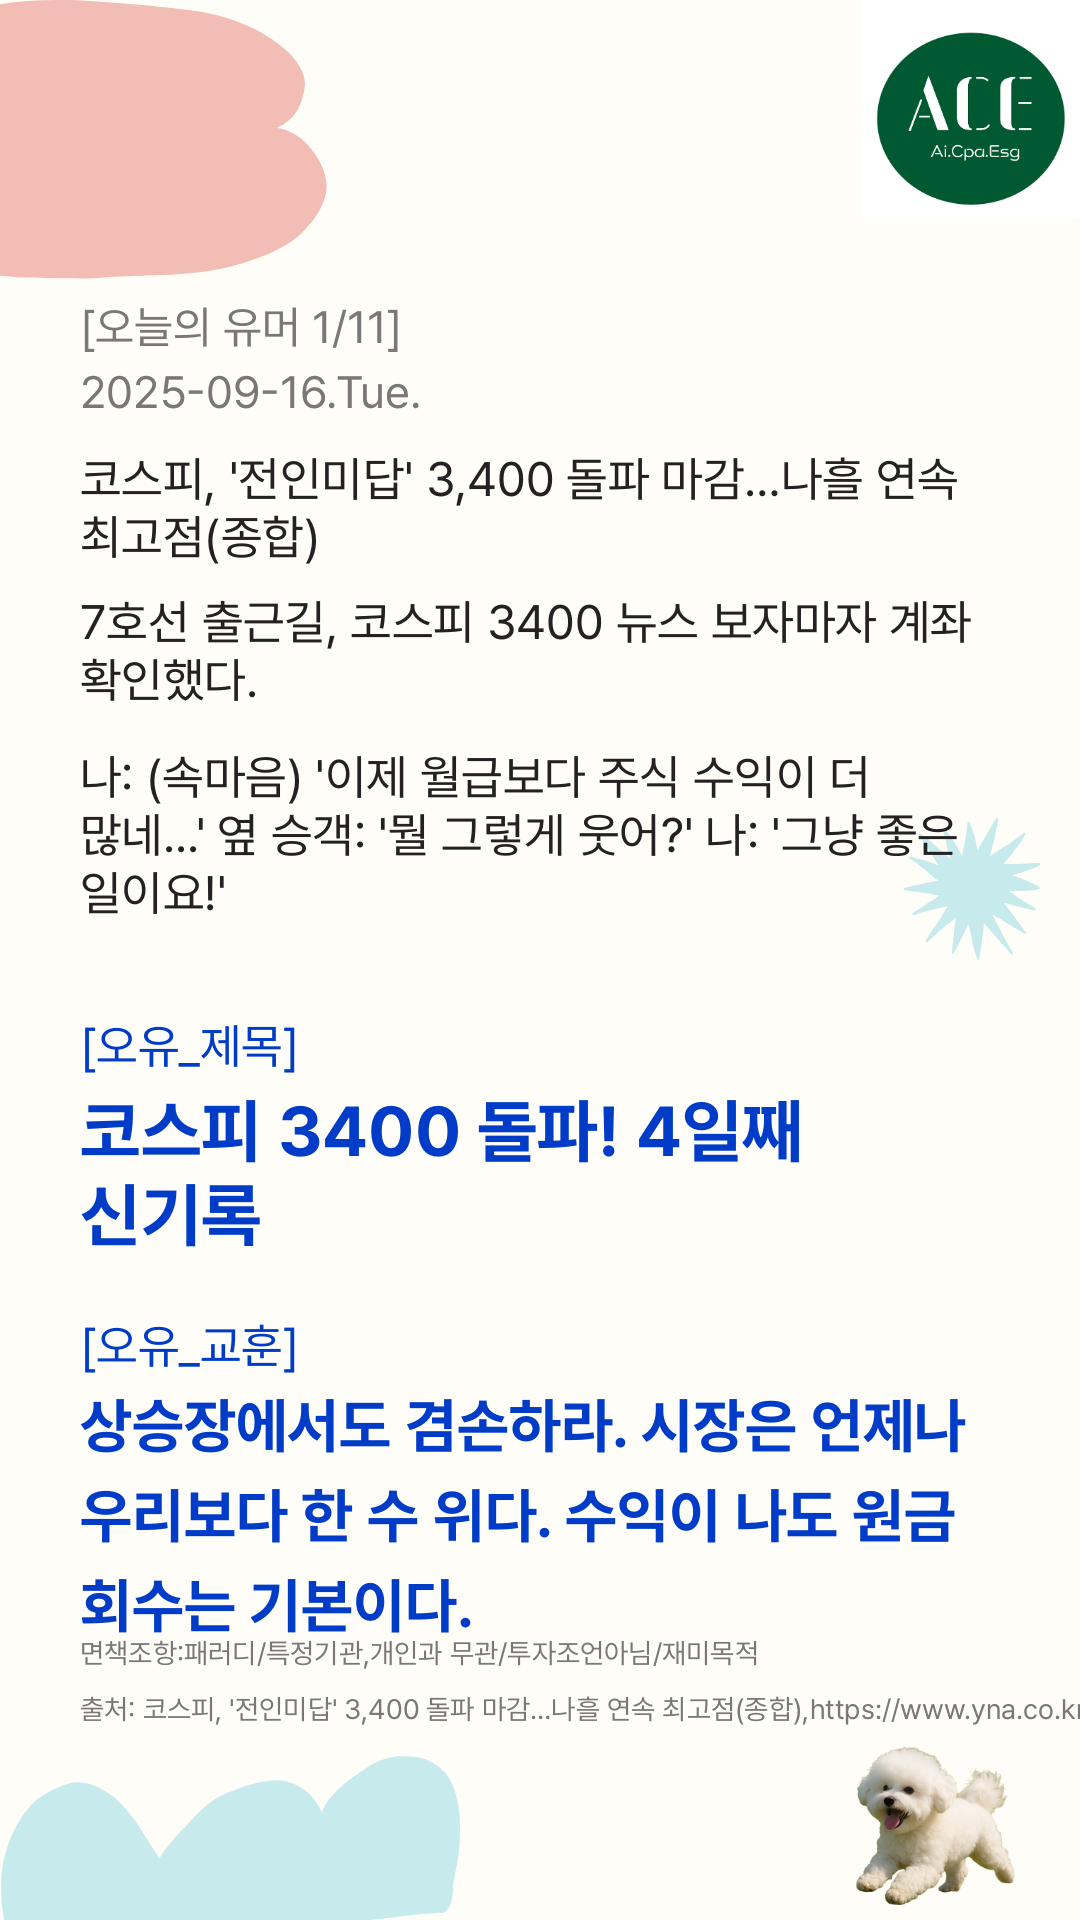 ACE
Ai.Cpa.Esg
[오늘의 유머 1/11]
2025-09-16.Tue.
코스피, '전인미답' 3,400 돌파 마감...나흘 연속
최고점(종합)
7호선 출근길, 코스피 3400 뉴스 보자마자 계좌
확인했다.
나: (속마음) '이제 월급보다 주식 수익이 더
많네...' 옆 승객: '뭘 그렇게 웃어?' 나: '그냥 좋은
일이요!'
[오유_제목]
코스피 3400 돌파! 4일째
신기록
[오유_교훈]
상승장에서도 겸손하라. 시장은 언제나
우리보다 한 수 위다. 수익이 나도 원금
회수는 기본이다.
면책조항:패러디/특정기관,개인과 무관/투자조언아님/재미목적
출처: 코스피, '전인미답' 3,400 돌파 마감...나흘 연속 최고점(종합),https://www.yna.co.kr